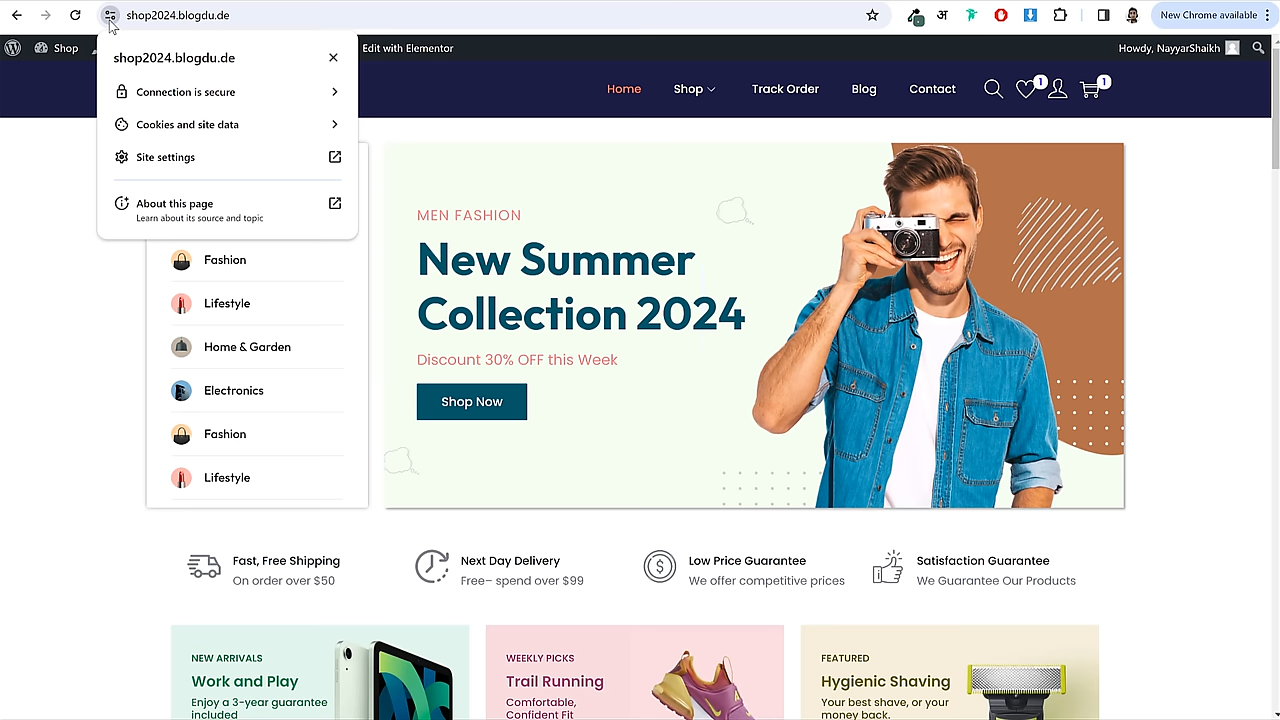 shop2024.blogdu.de
अ
New Chrome available
Shop
Edit with Elementor
Howdy, NayyarShaikh
shop2024.blogdu.de
Connection is secure
Cookies and site data
Site settings
About this page
Learn about its source and topic
Home
Shop
Track Order
Blog
Contact
1
1
Fashion
Lifestyle
Home & Garden
Electronics
Fashion
Lifestyle
MEN FASHION
New Summer
Collection 2024
Discount 30% OFF this Week
Shop Now
Fast, Free Shipping
On order over $50
Next Day Delivery
Free– spend over $99
Low Price Guarantee
We offer competitive prices
Satisfaction Guarantee
We Guarantee Our Products
NEW ARRIVALS
Work and Play
Enjoy a 3-year guarantee
included
WEEKLY PICKS
Trail Running
Comfortable,
Confident Fit
FEATURED
Hygienic Shaving
Your best shave, or your
money back.